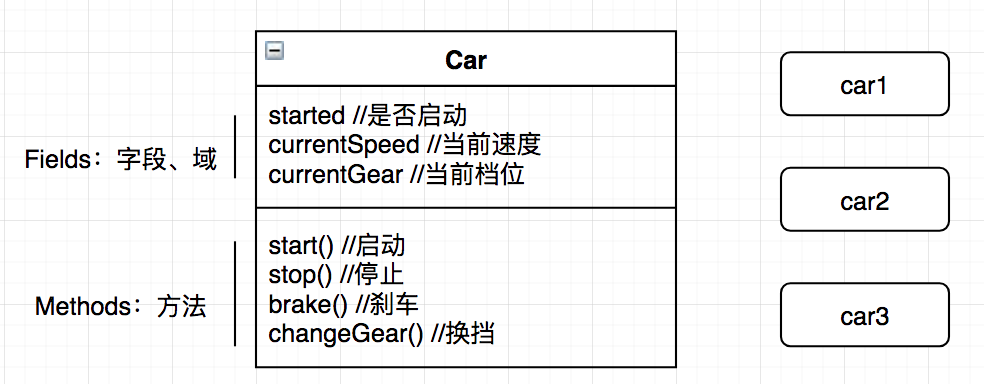 Car
Fields：字段、域
started //是否启动
currentSpeed //当前速度
currentGear //当前档位
Methods：方法
start() //启动
stop() //停止
brake() //刹车
changeGear() //换挡
car1
car2
car3